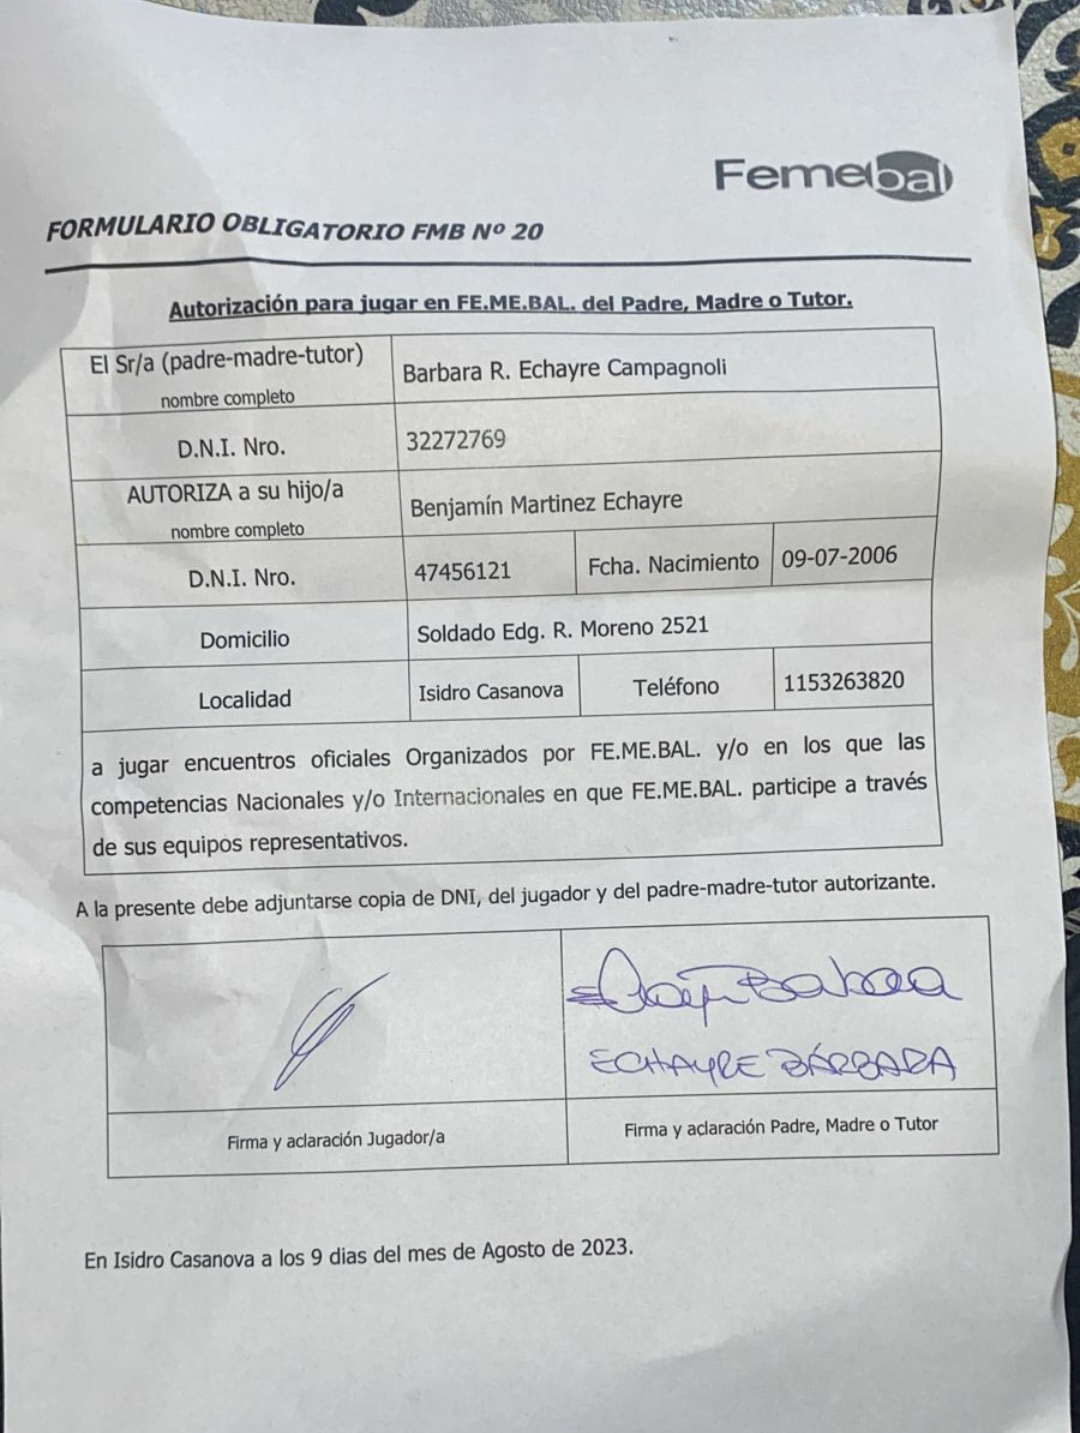 Femebal
FORMULARIO OBLIGATORIO FMB Nº 20
Autorización para jugar en FE.ME.BAL. del Padre, Madre o Tutor.
El Sr/a (padre-madre-tutor) nombre completo Barbara R. Echayre Campagnoli
D.N.I. Nro. 32272769
AUTORIZA a su hijo/a nombre completo Benjamín Martinez Echayre
D.N.I. Nro. 47456121 Fcha. Nacimiento 09-07-2006
Domicilio Soldado Edg. R. Moreno 2521
Localidad Isidro Casanova Teléfono 1153263820
a jugar encuentros oficiales Organizados por FE.ME.BAL. y/o en los que las
competencias Nacionales y/o Internacionales en que FE.ME.BAL. participe a través
de sus equipos representativos.
A la presente debe adjuntarse copia de DNI, del jugador y del padre-madre-tutor autorizante.
ECHAYRE BÁRBARA
Firma y aclaración Jugador/a Firma y aclaración Padre, Madre o Tutor
En Isidro Casanova a los 9 dias del mes de Agosto de 2023.